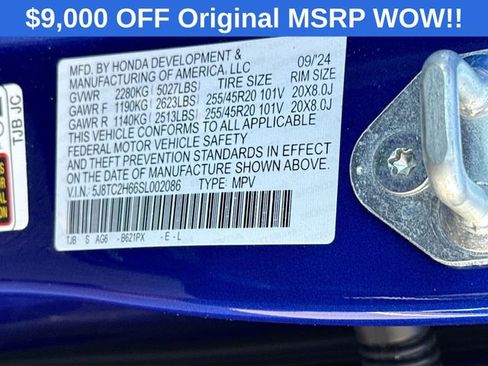 $9,000 OFF Original MSRP WOW!!
MFD. BY HONDA DEVELOPMENT & 09/'24
MANUFACTURING OF AMERICA, LLC
GVWR 2280KG( 5027LBS) TIRE SIZE RIM SIZE
GAWR F 1190KG( 2623LBS) 255/45R20 101V 20X8.0J
GAWR R 1140KG( 2513LBS) 255/45R20 101V 20X8.0J
THIS VEHICLE CONFORMS TO ALL APPLICABLE
FEDERAL MOTOR VEHICLE SAFETY
AND THEFT PREVENTION STANDARDS IN EFFECT
ON THE DATE OF MANUFACTURE SHOWN ABOVE.
V.I.N.: 5J8TC2H66SL002086 TYPE: MPV
TJB S AG6 -B621PX -E -L
TJB JC